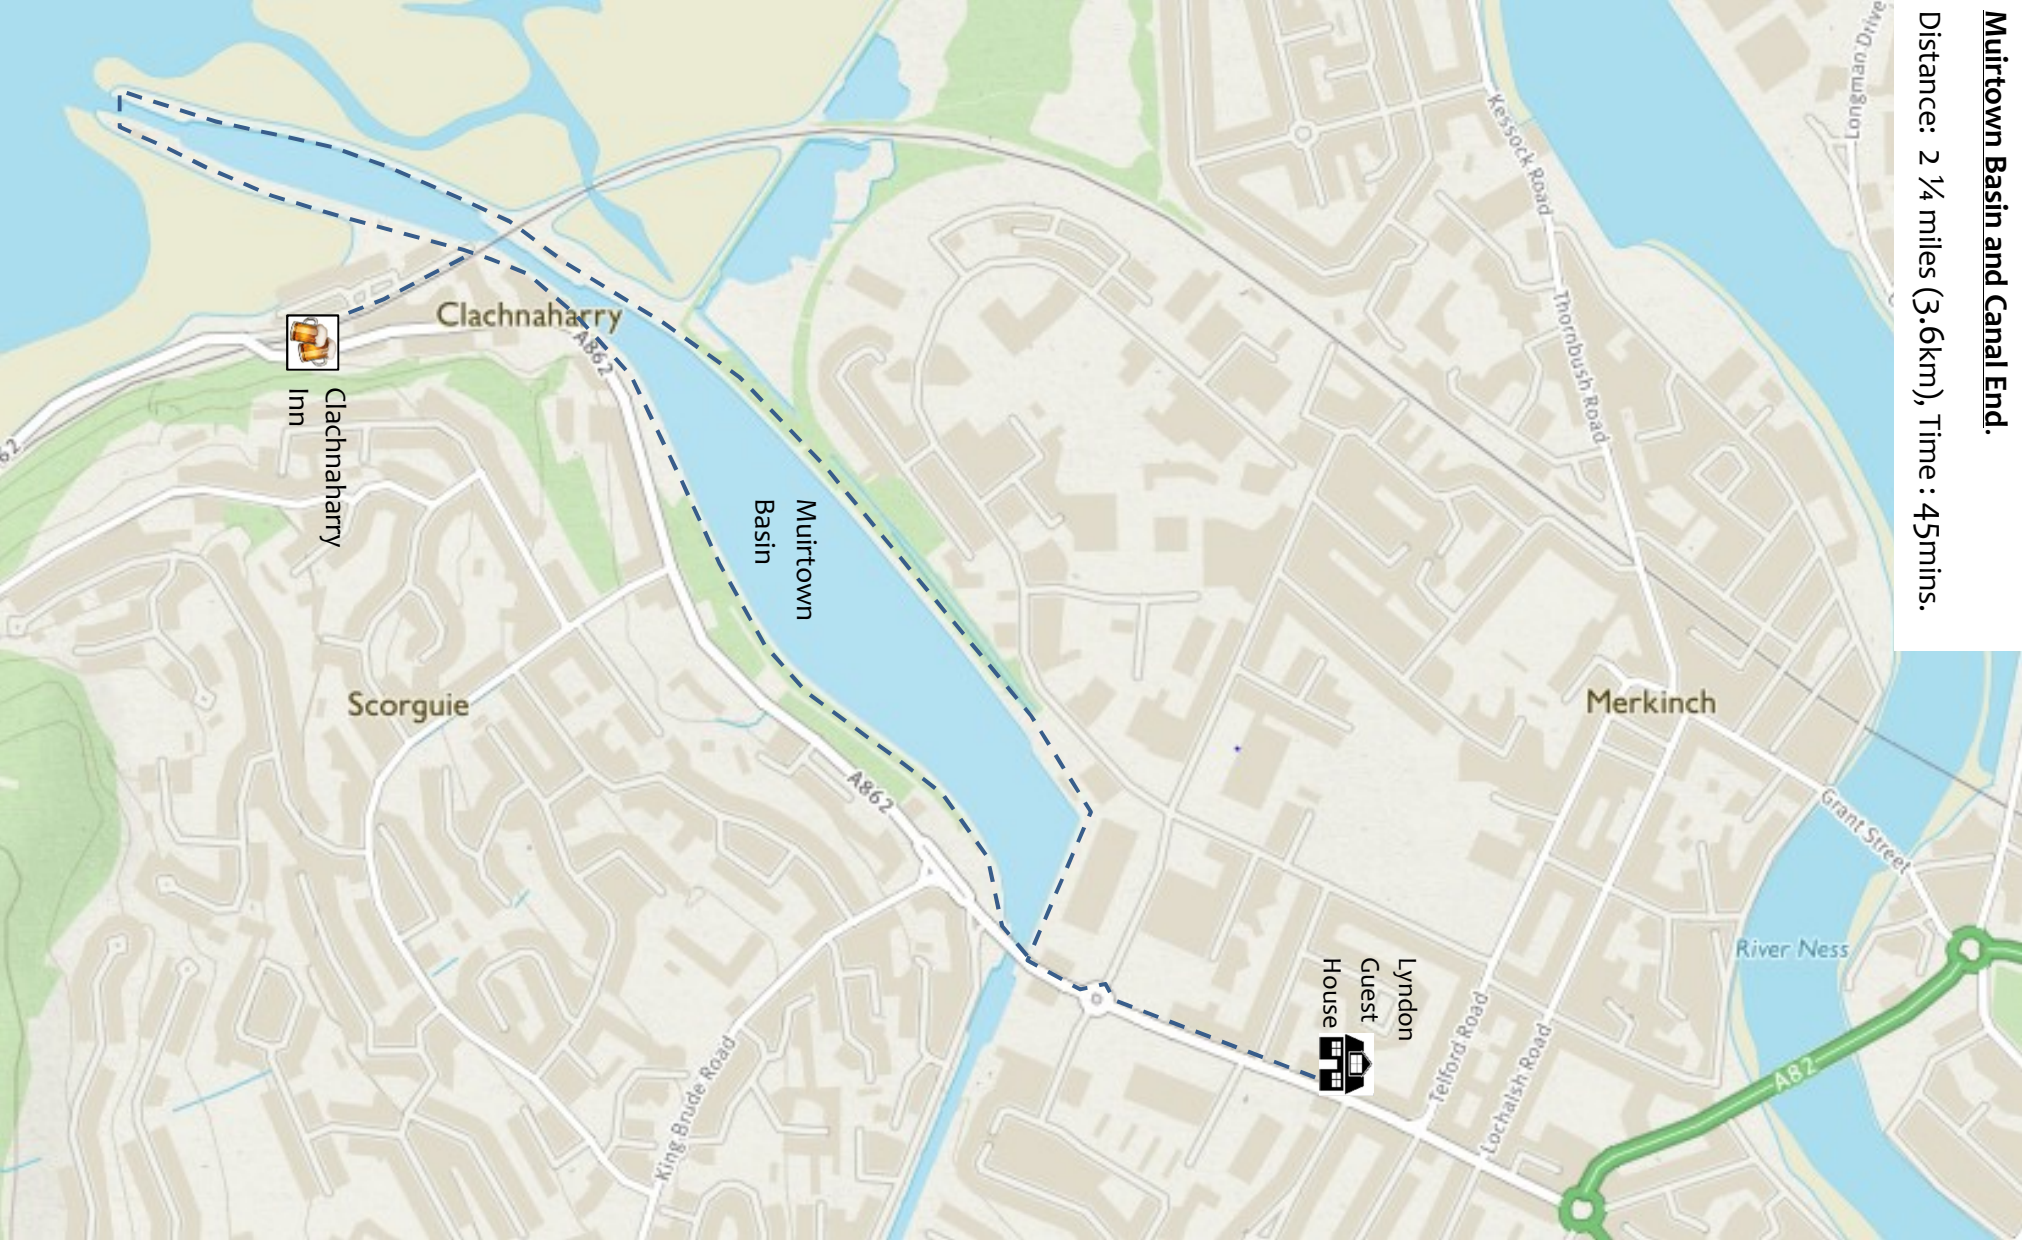 Muirtown Basin and Canal End.
Distance: 2 ¼ miles (3.6km), Time : 45mins.
Longman Drive
Kessock Road
Thornbush Road
Clachnaharry
A862
Clachnaharry
Inn
62
Muirtown
Basin
Scorguie
Merkinch
A862
Grant Street
River Ness
Lyndon
Guest
House
Telford Road
Lochalsh Road
A82
King Brude Road